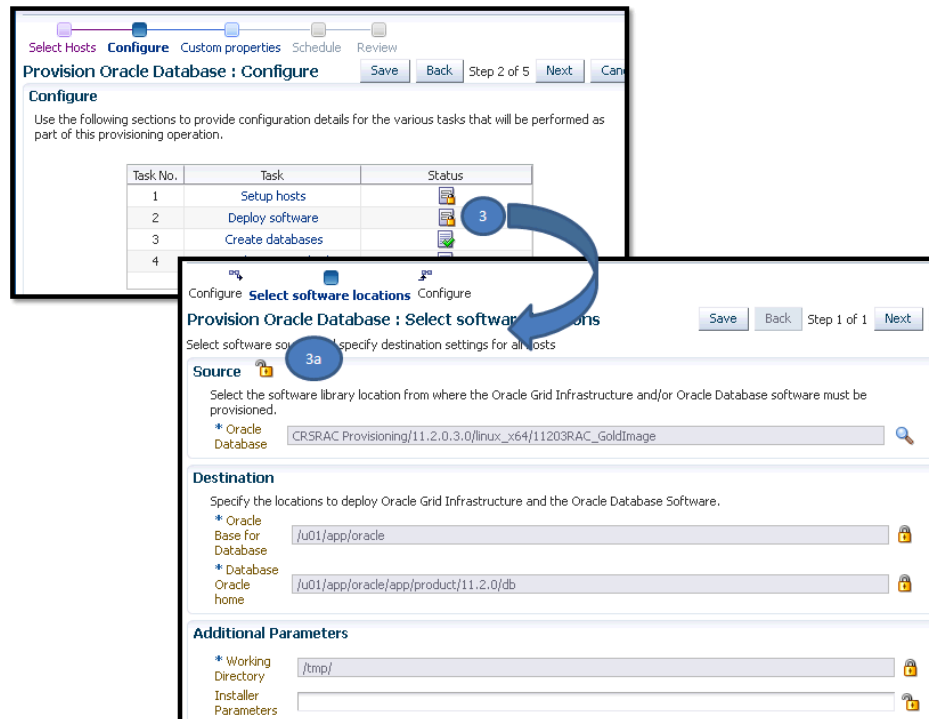 Select Hosts Configure Custom properties Schedule Review
Provision Oracle Database : Configure Save Back Step 2 of 5 Next Canc
Configure
Use the following sections to provide configuration details for the various tasks that will be performed as
part of this provisioning operation.
Task No. Task Status
1 Setup hosts
2 Deploy software
3 Create databases
4
3
Configure Select software locations Configure
Provision Oracle Database : Select software ns Save Back Step 1 of 1 Next
Select software sou specify destination settings for all hosts
3a
Source
Select the software library location from where the Oracle Grid Infrastructure and/or Oracle Database software must be
provisioned.
* Oracle
Database
CRSRAC Provisioning/11.2.0.3.0/linux_x64/11203RAC_GoldImage
Destination
Specify the locations to deploy Oracle Grid Infrastructure and the Oracle Database Software.
* Oracle
Base for
Database
/u01/app/oracle
* Database
Oracle
home
/u01/app/oracle/app/product/11.2.0/db
Additional Parameters
* Working
Directory
/tmp/
Installer
Parameters